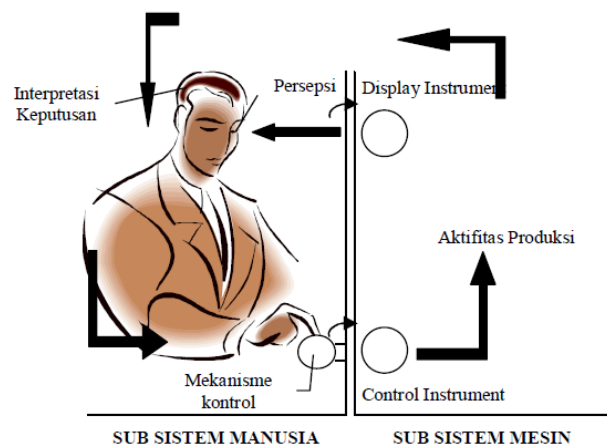 Interpretasi
Keputusan
Persepsi
Display Instrumen
Aktifitas Produksi
Mekanisme
kontrol
Control Instrument
SUB SISTEM MANUSIA
SUB SISTEM MESIN